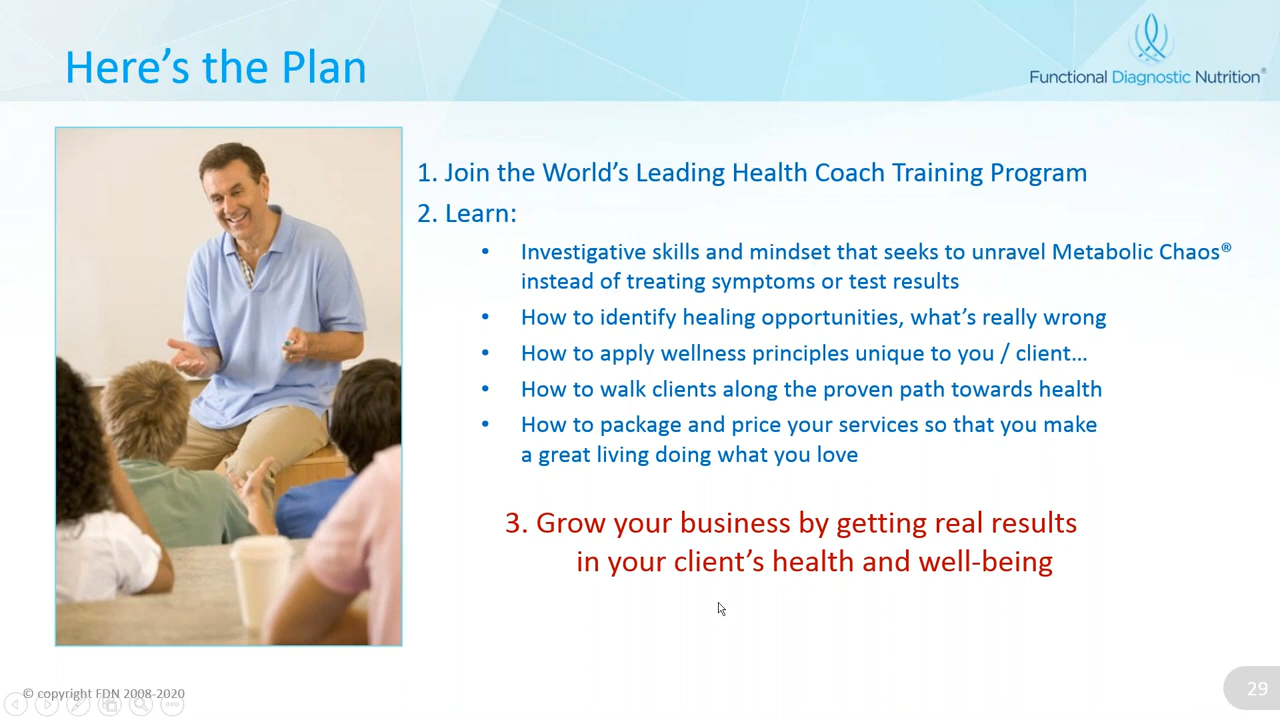 Here’s the Plan
Functional Diagnostic Nutrition®
1. Join the World’s Leading Health Coach Training Program
2. Learn:
• Investigative skills and mindset that seeks to unravel Metabolic Chaos®
instead of treating symptoms or test results
• How to identify healing opportunities, what’s really wrong
• How to apply wellness principles unique to you / client…
• How to walk clients along the proven path towards health
• How to package and price your services so that you make
a great living doing what you love
3. Grow your business by getting real results
in your client’s health and well-being
© copyright FDN 2008-2020
29